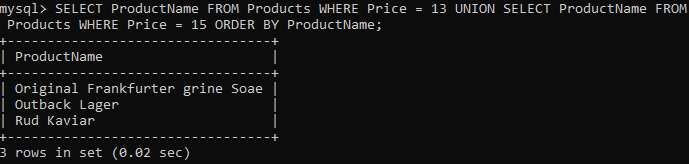 mysql> SELECT ProductName FROM Products WHERE Price = 13 UNION SELECT ProductName FROM
Products WHERE Price = 15 ORDER BY ProductName;
+---------------------------------+
| ProductName                     |
+---------------------------------+
| Original Frankfurter grine Soae |
| Outback Lager                   |
| Rud Kaviar                      |
+---------------------------------+
3 rows in set (0.02 sec)